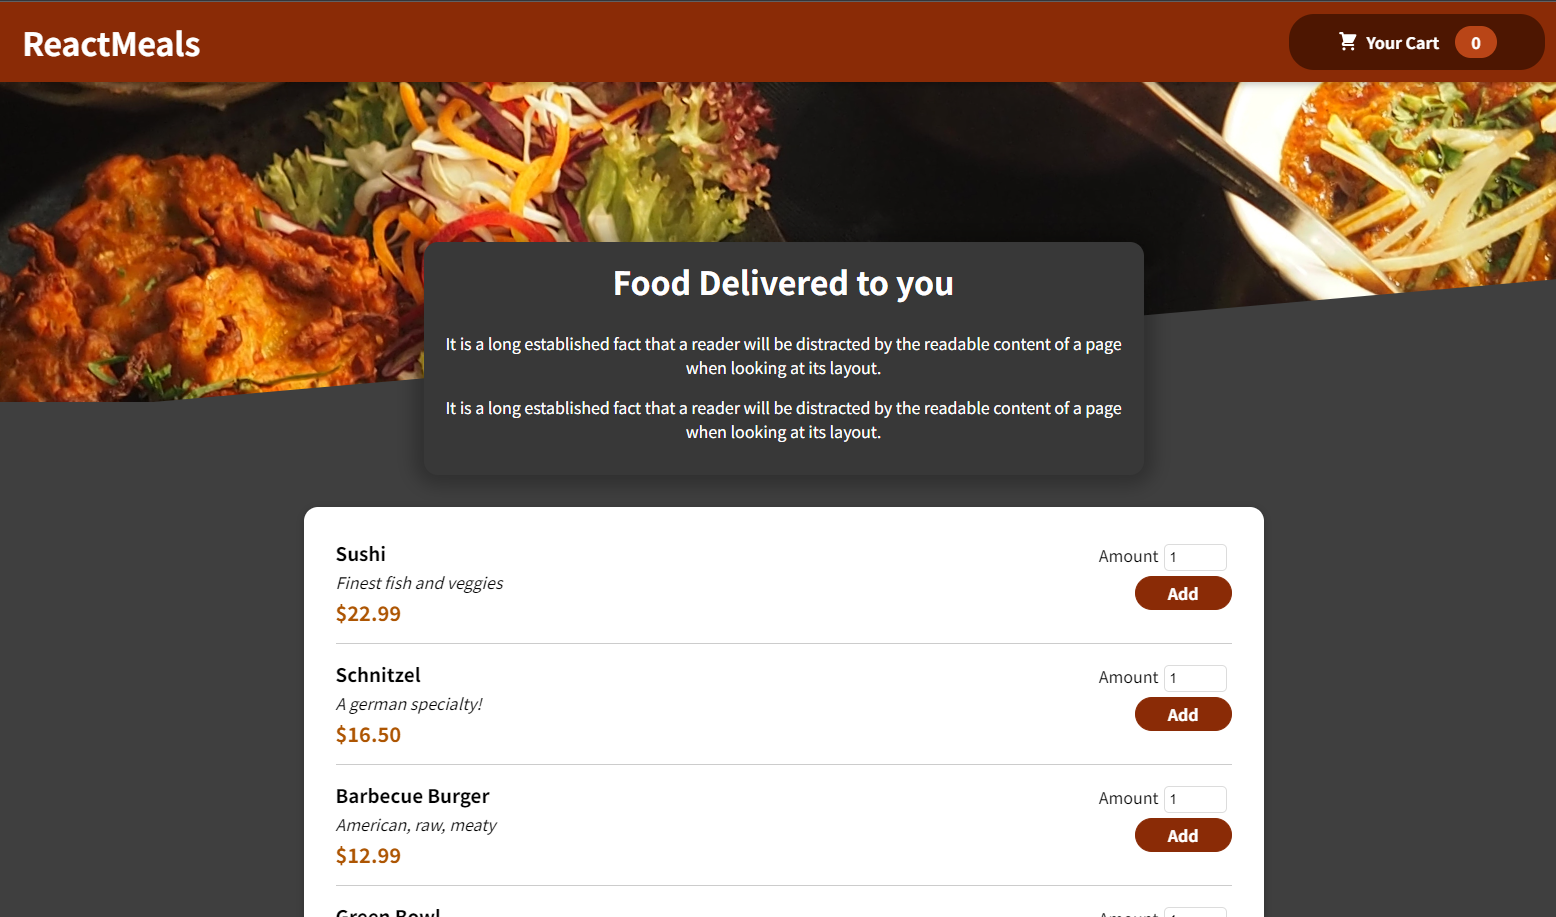 ReactMeals
Your Cart 0
Food Delivered to you
It is a long established fact that a reader will be distracted by the readable content of a page
when looking at its layout.
It is a long established fact that a reader will be distracted by the readable content of a page
when looking at its layout.
Sushi
Finest fish and veggies
$22.99
Amount 1
Add
Schnitzel
A german specialty!
$16.50
Amount 1
Add
Barbecue Burger
American, raw, meaty
$12.99
Amount 1
Add
Green Bowl
Amount